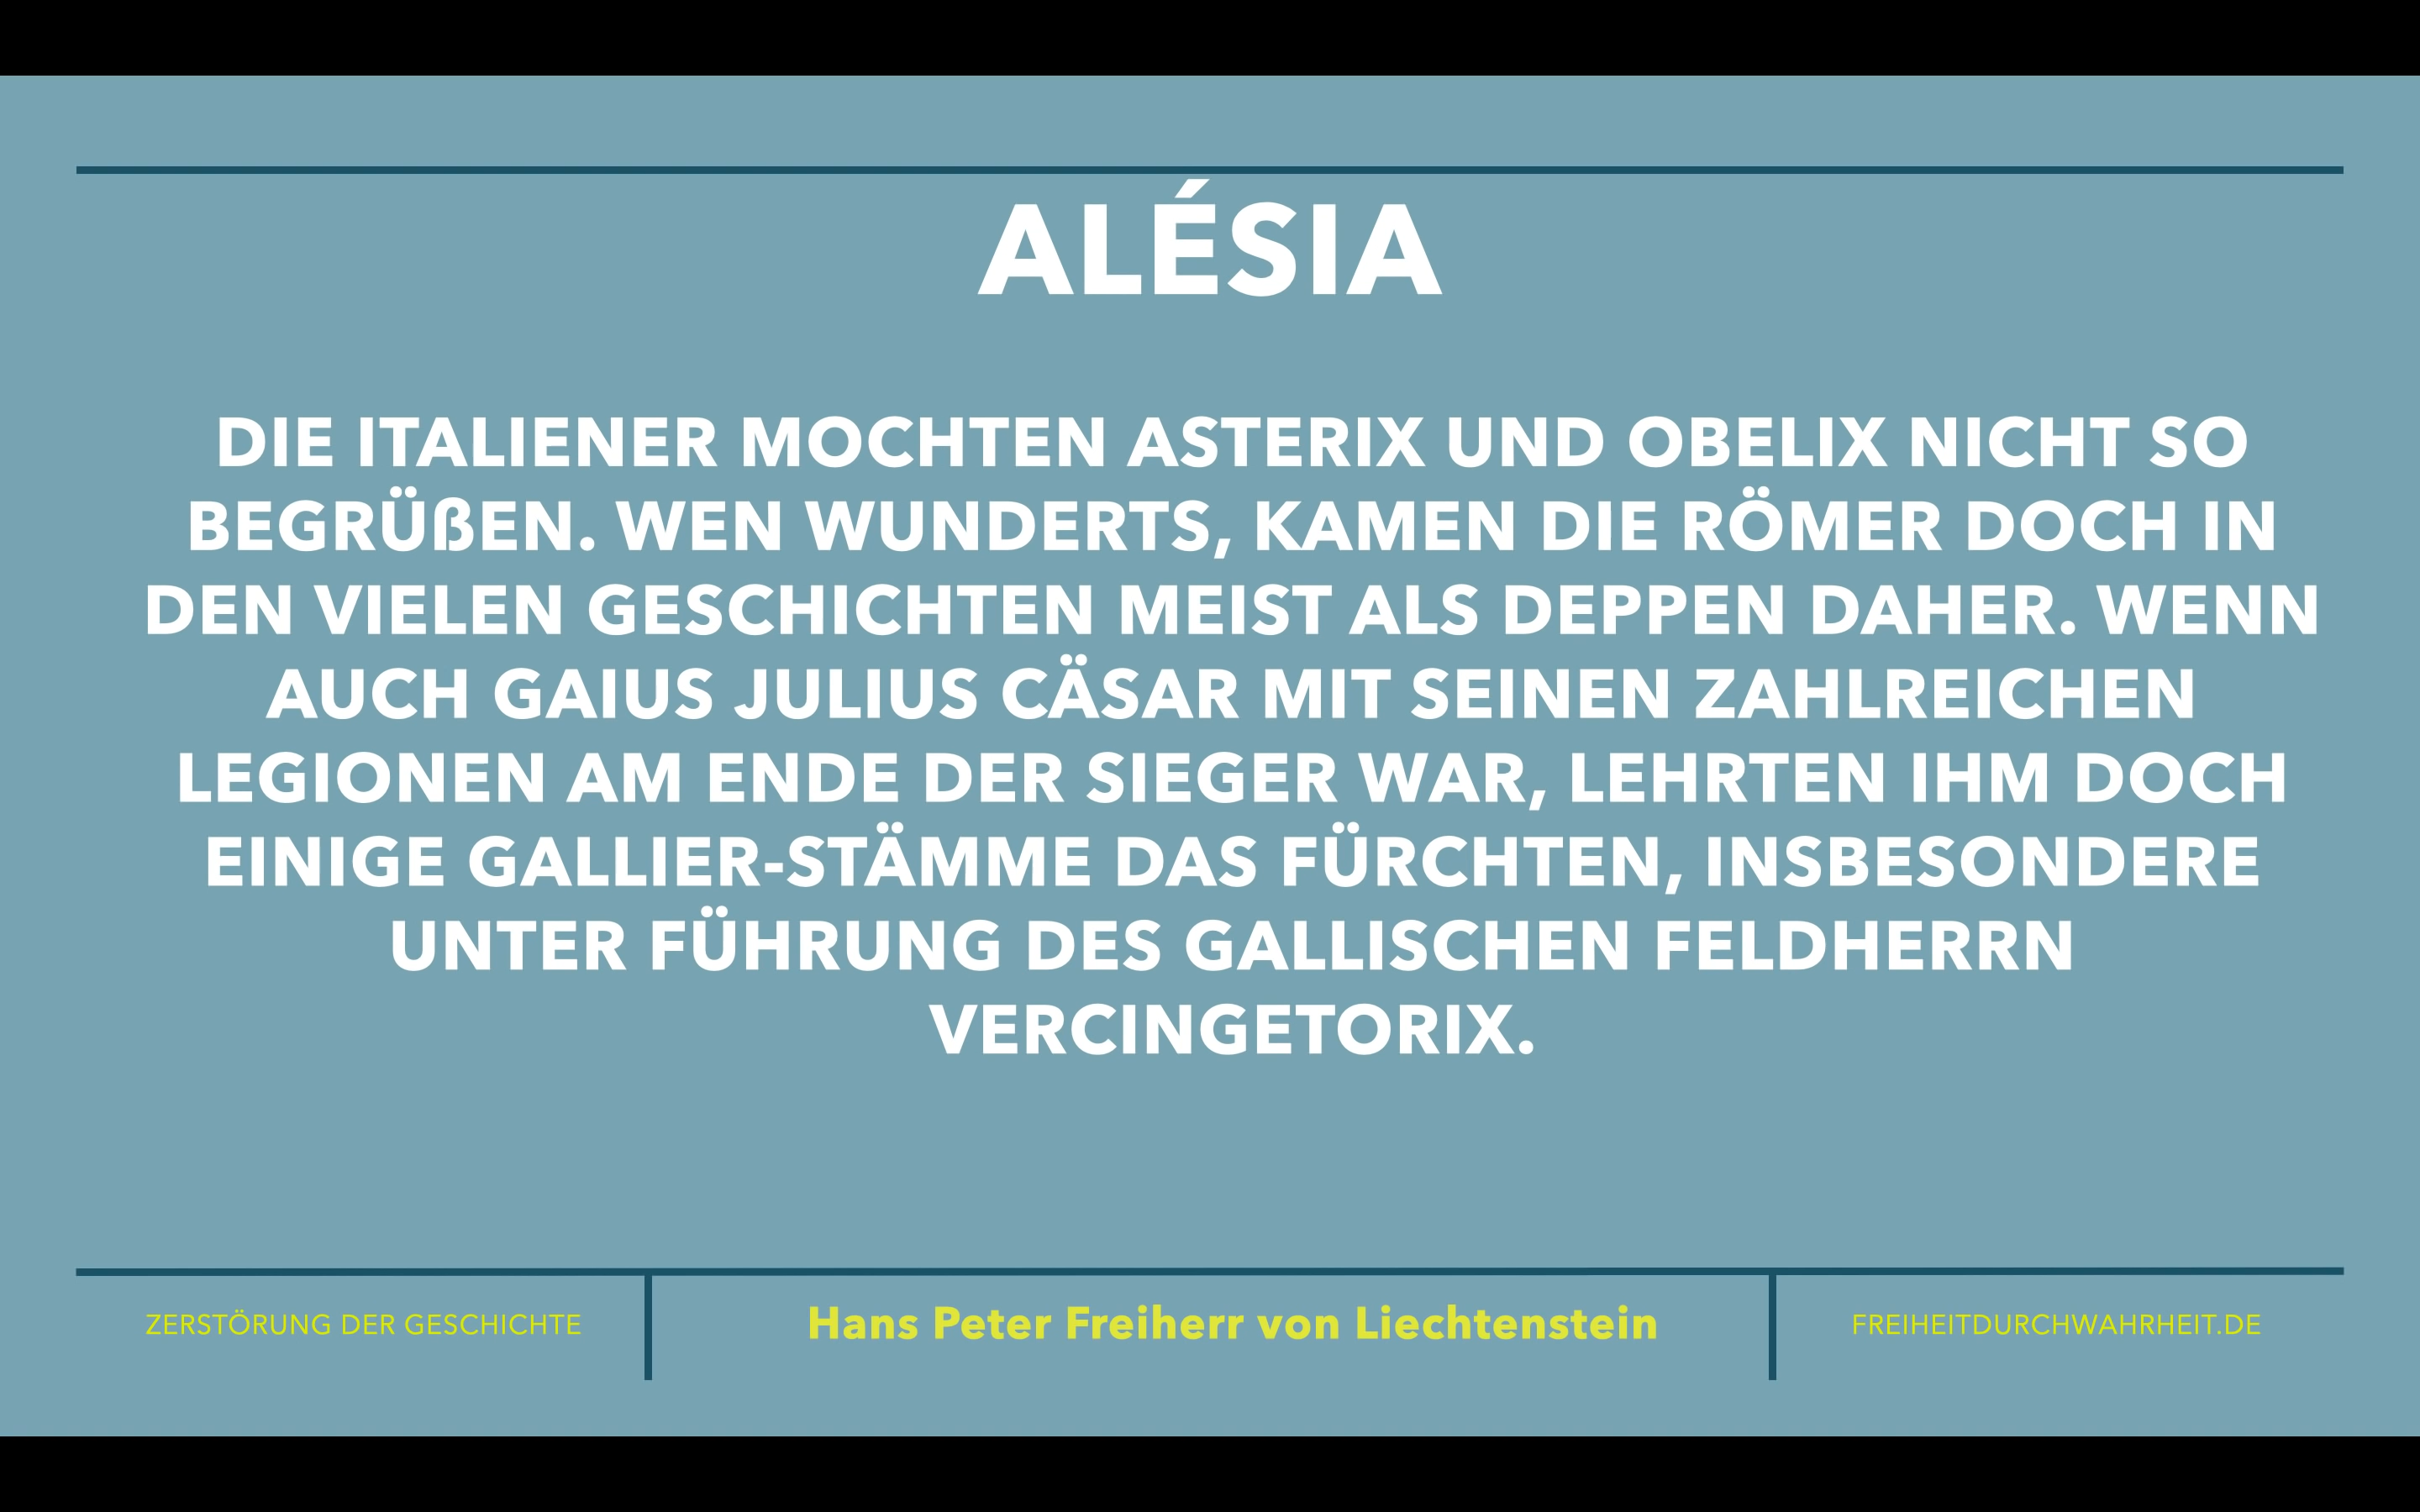 ALÉSIA
DIE ITALIENER MOCHTEN ASTERIX UND OBELIX NICHT SO
BEGRÜßEN. WEN WUNDERTS, KAMEN DIE RÖMER DOCH IN
DEN VIELEN GESCHICHTEN MEIST ALS DEPPEN DAHER. WENN
AUCH GAIUS JULIUS CÄSAR MIT SEINEN ZAHLREICHEN
LEGIONEN AM ENDE DER SIEGER WAR, LEHRTEN IHM DOCH
EINIGE GALLIER-STÄMME DAS FÜRCHTEN, INSBESONDERE
UNTER FÜHRUNG DES GALLISCHEN FELDHERRN
VERCINGETORIX.
ZERSTÖRUNG DER GESCHICHTE
Hans Peter Freiherr von Liechtenstein
FREIHEITDURCHWAHRHEIT.DE